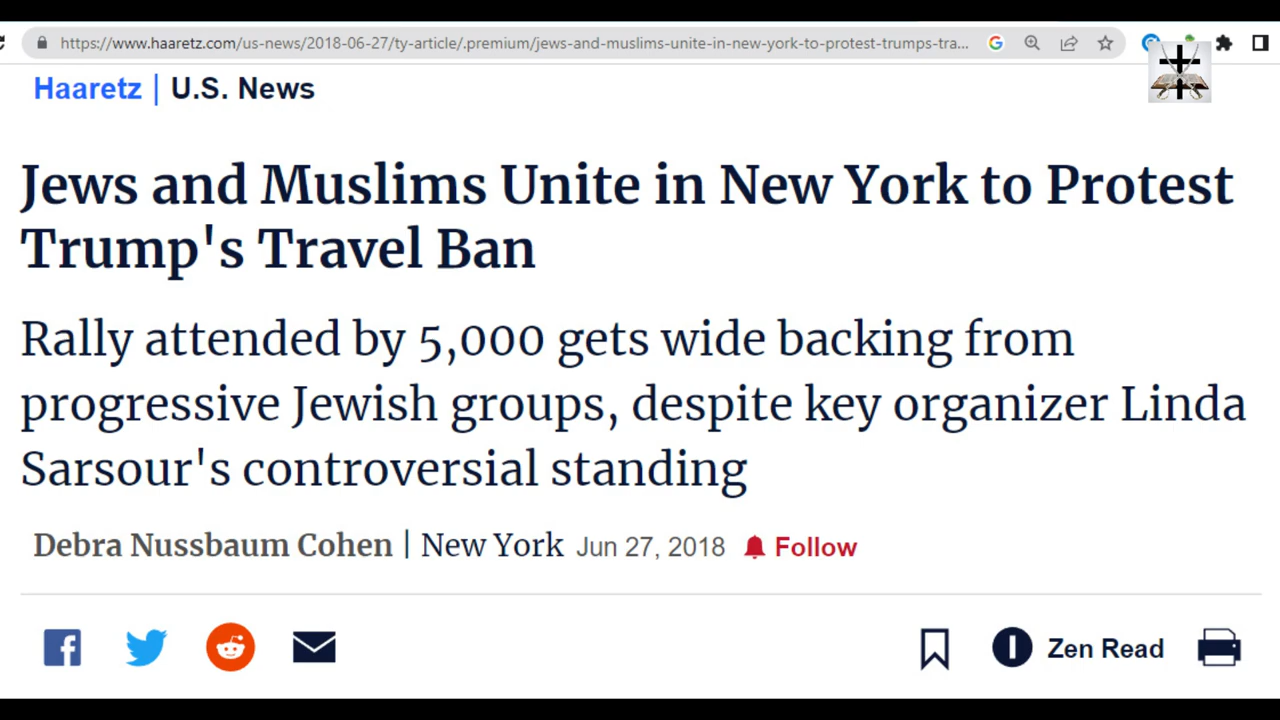 https://www.haaretz.com/us-news/2018-06-27/ty-article/.premium/jews-and-muslims-unite-in-new-york-to-protest-trumps-tra...
Haaretz | U.S. News
Jews and Muslims Unite in New York to Protest
Trump's Travel Ban
Rally attended by 5,000 gets wide backing from
progressive Jewish groups, despite key organizer Linda
Sarsour's controversial standing
Debra Nussbaum Cohen | New York Jun 27, 2018 Follow
Zen Read